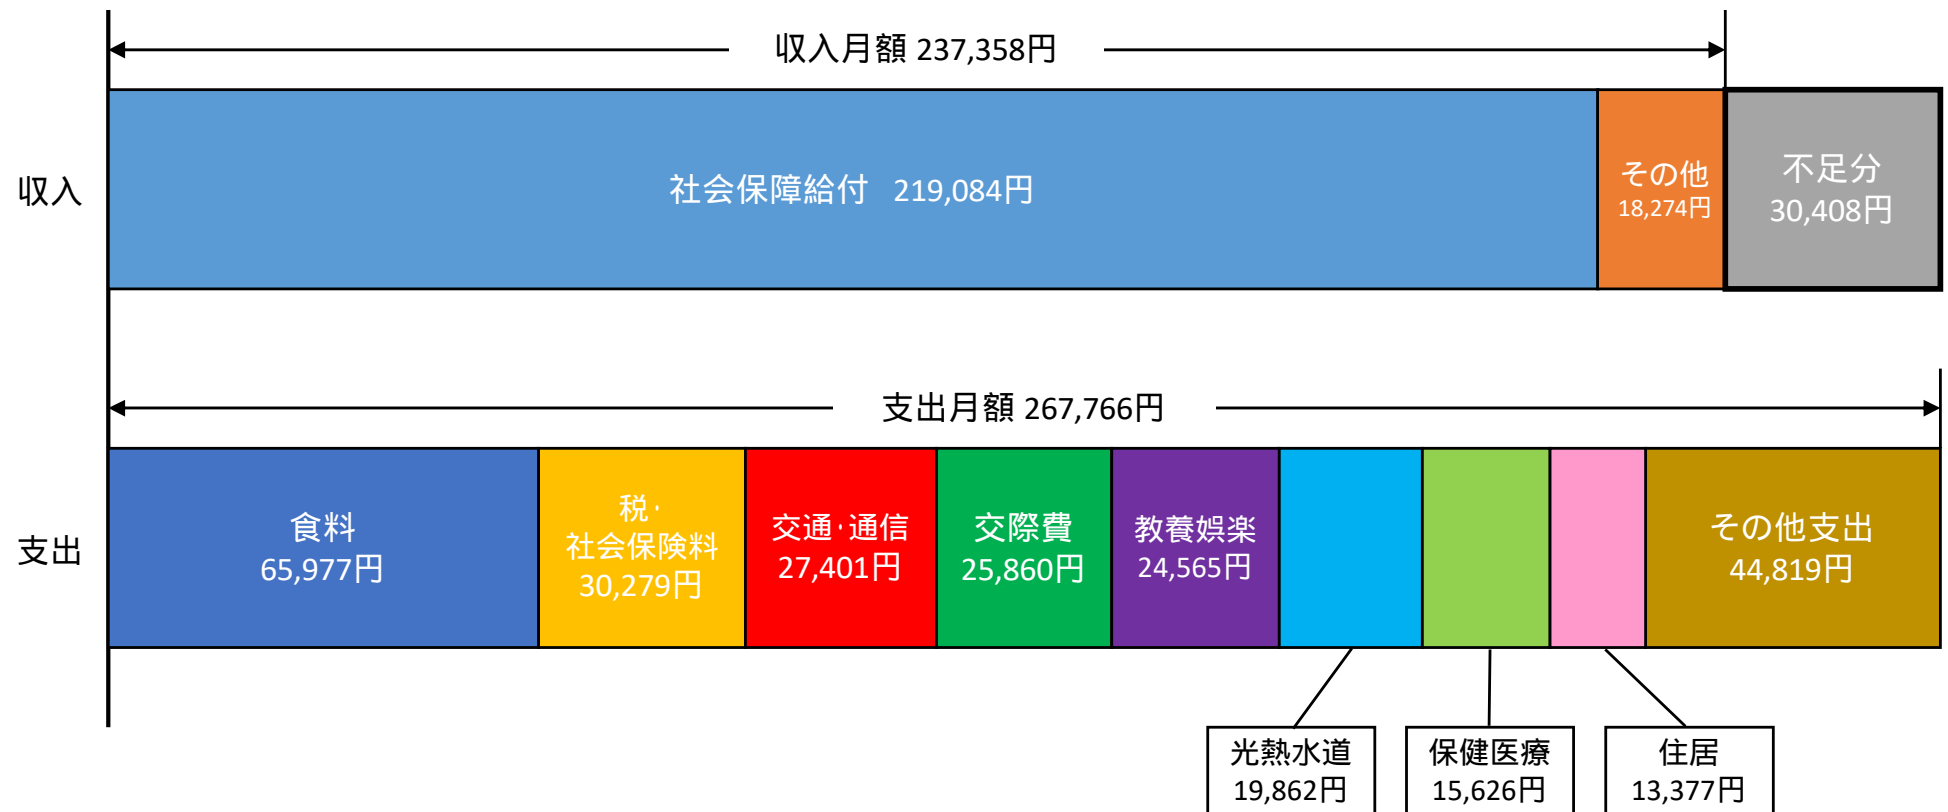 収入月額 237,358円
収入
社会保障給付 219,084円
その他
18,274円
不足分
30,408円
支出月額 267,766円
支出
食料
65,977円
税・
社会保険料
30,279円
交通・通信
27,401円
交際費
25,860円
教養娯楽
24,565円
その他支出
44,819円
光熱水道
19,862円
保健医療
15,626円
住居
13,377円